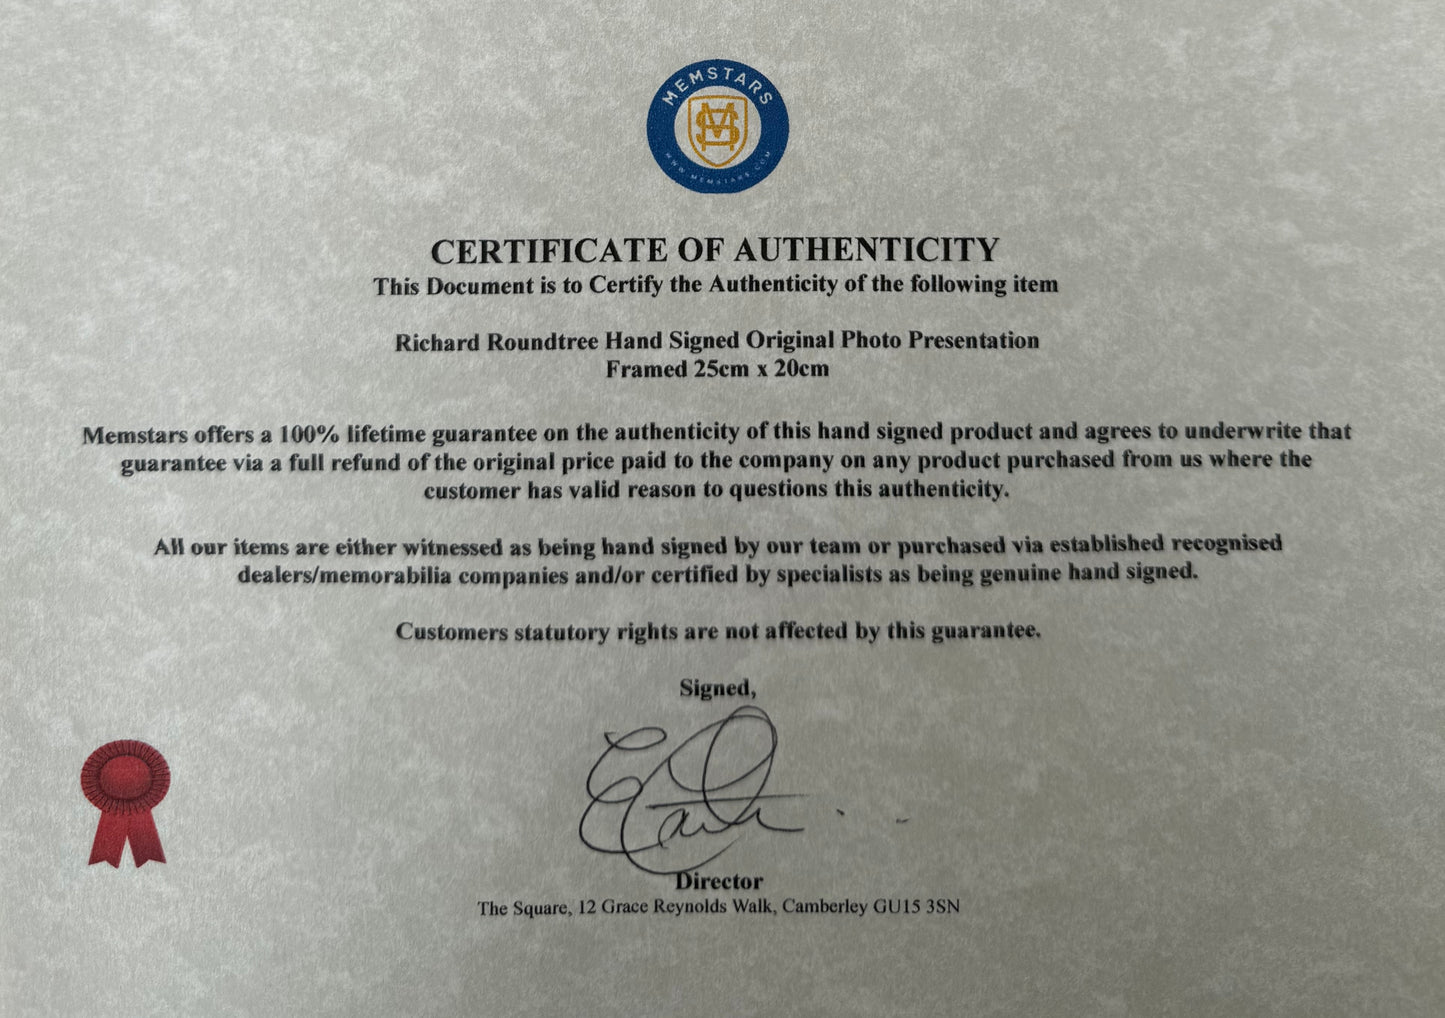 MEMSTARS
MS
WWW.MEMSTARS.COM
CERTIFICATE OF AUTHENTICITY
This Document is to Certify the Authenticity of the following item
Richard Roundtree Hand Signed Original Photo Presentation
Framed 25cm x 20cm
Memstars offers a 100% lifetime guarantee on the authenticity of this hand signed product and agrees to underwrite that
guarantee via a full refund of the original price paid to the company on any product purchased from us where the
customer has valid reason to questions this authenticity.
All our items are either witnessed as being hand signed by our team or purchased via established recognised
dealers/memorabilia companies and/or certified by specialists as being genuine hand signed.
Customers statutory rights are not affected by this guarantee.
Signed,
Director
The Square, 12 Grace Reynolds Walk, Camberley GU15 3SN